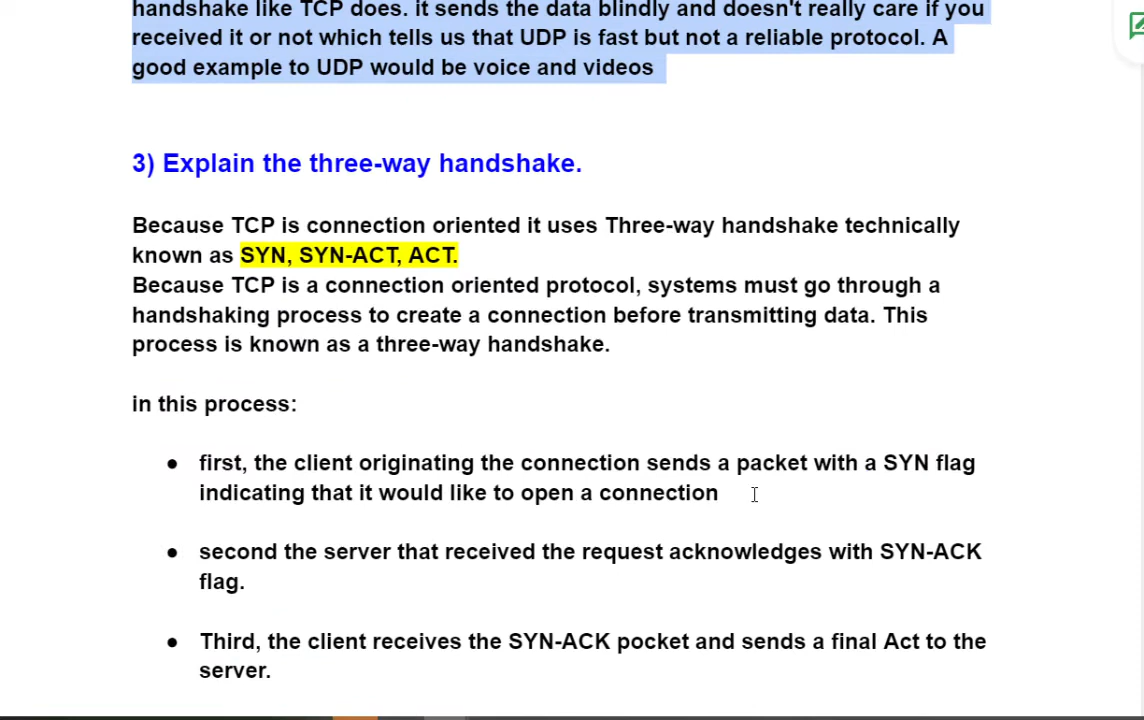 handshake like TCP does. it sends the data blindly and doesn't really care if you
received it or not which tells us that UDP is fast but not a reliable protocol. A
good example to UDP would be voice and videos
3) Explain the three-way handshake.
Because TCP is connection oriented it uses Three-way handshake technically
known as SYN, SYN-ACT, ACT.
Because TCP is a connection oriented protocol, systems must go through a
handshaking process to create a connection before transmitting data. This
process is known as a three-way handshake.
in this process:
● first, the client originating the connection sends a packet with a SYN flag
indicating that it would like to open a connection
● second the server that received the request acknowledges with SYN-ACK
flag.
● Third, the client receives the SYN-ACK pocket and sends a final Act to the
server.